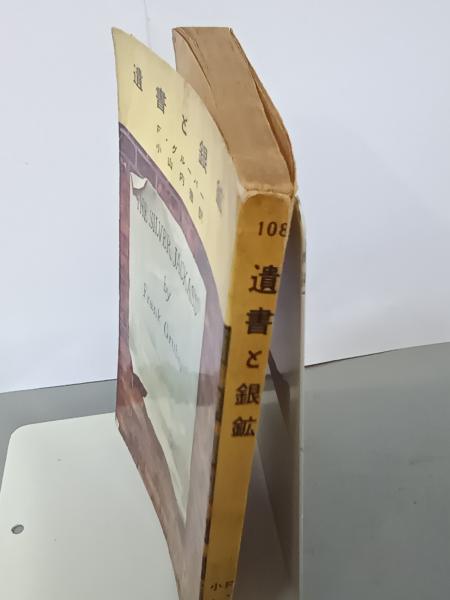 遺書と銀鉱
F・グルーバー
小山内徹訳
THE SILVER JACKASS
by
Frank Gruber
108
遺書と銀鉱
小 F